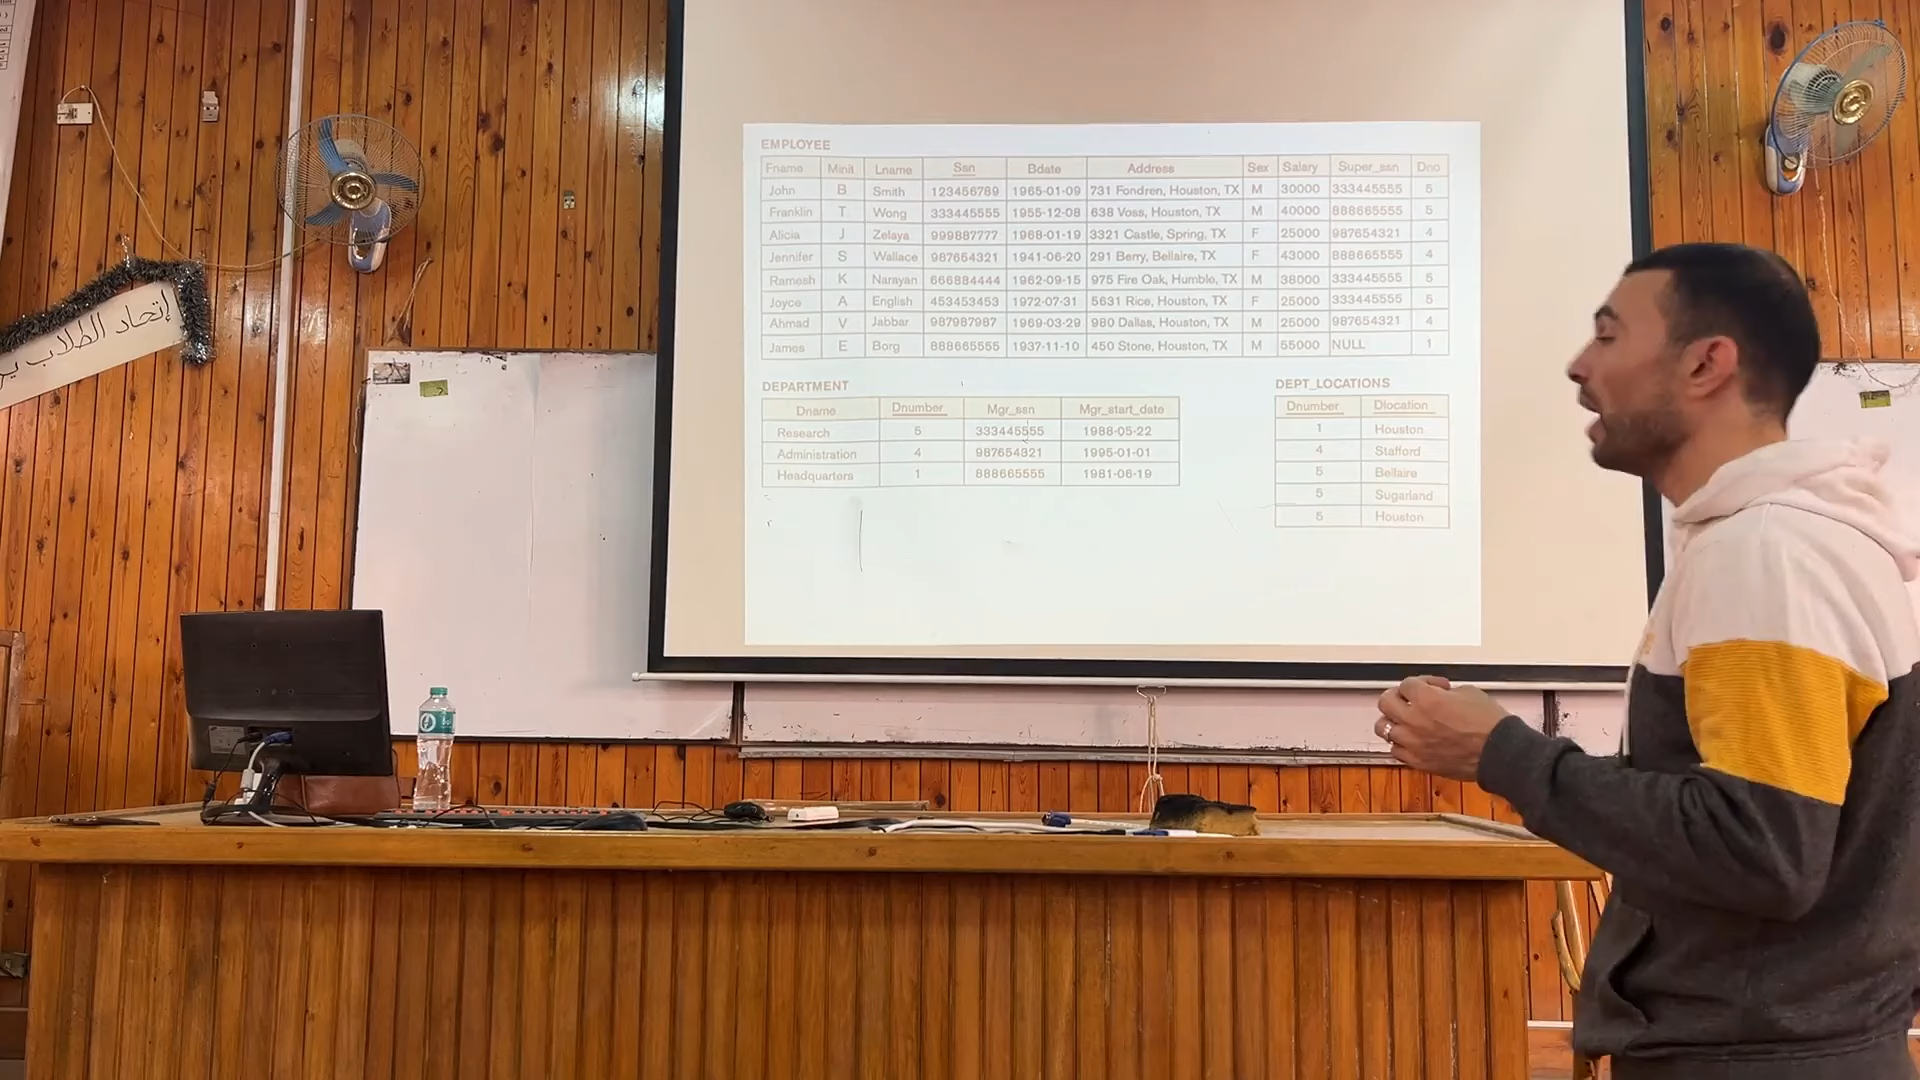 إتحاد الطلاب ير
EMPLOYEE
Fname Minit Lname Ssn Bdate Address Sex Salary Super_ssn Dno
John B Smith 123456789 1965-01-09 731 Fondren, Houston, TX M 30000 333445555 5
Franklin T Wong 333445555 1955-12-08 638 Voss, Houston, TX M 40000 888665555 5
Alicia J Zelaya 999887777 1968-01-19 3321 Castle, Spring, TX F 25000 987654321 4
Jennifer S Wallace 987654321 1941-06-20 291 Berry, Bellaire, TX F 43000 888665555 4
Ramesh K Narayan 666884444 1962-09-15 975 Fire Oak, Humble, TX M 38000 333445555 5
Joyce A English 453453453 1972-07-31 5631 Rice, Houston, TX F 25000 333445555 5
Ahmad V Jabbar 987987987 1969-03-29 980 Dallas, Houston, TX M 25000 987654321 4
James E Borg 888665555 1937-11-10 450 Stone, Houston, TX M 55000 NULL 1
DEPARTMENT
Dname Dnumber Mgr_ssn Mgr_start_date
Research 5 333445555 1988-05-22
Administration 4 987654321 1995-01-01
Headquarters 1 888665555 1981-06-19
DEPT_LOCATIONS
Dnumber Dlocation
1 Houston
4 Stafford
5 Bellaire
5 Sugarland
5 Houston